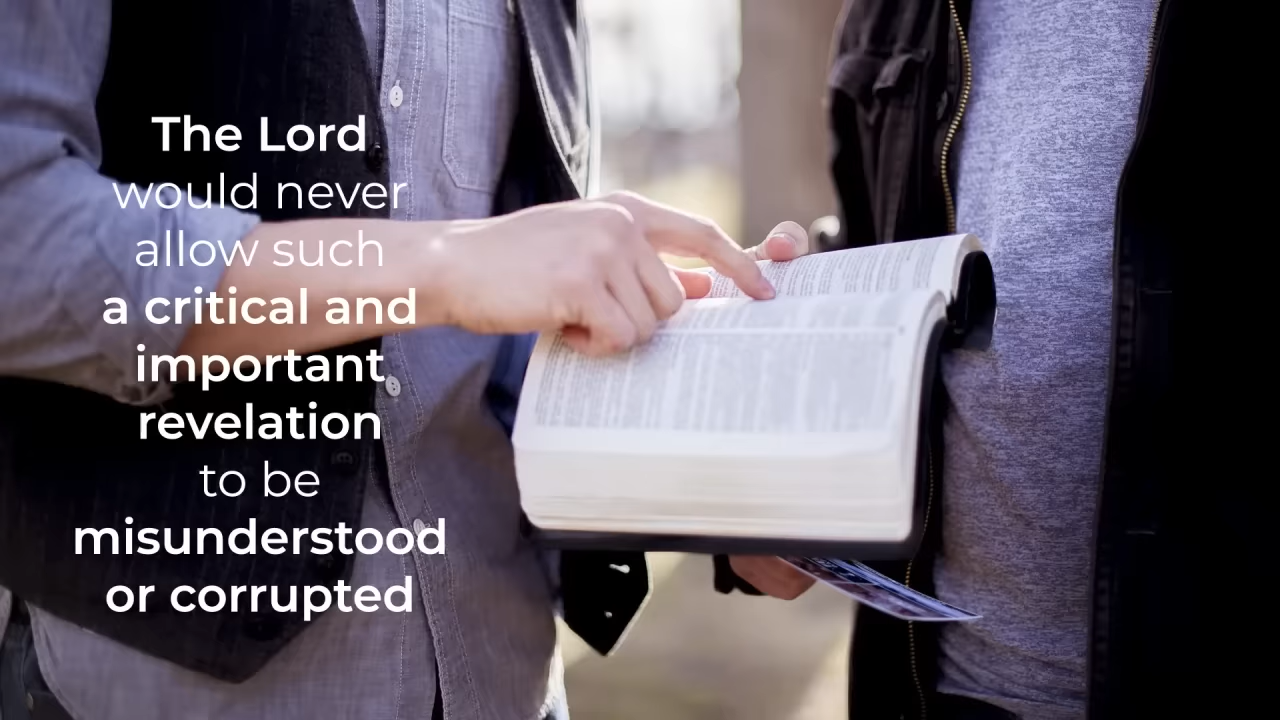 The Lord
would never
allow such
a critical and
important
revelation
to be
misunderstood
or corrupted